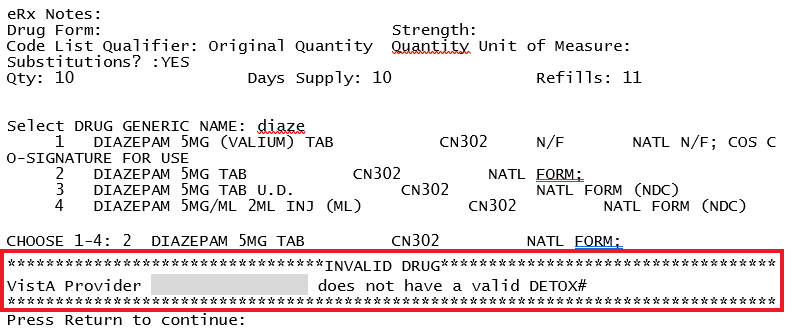 eRx Notes:
Drug Form: Strength:
Code List Qualifier: Original Quantity Quantity Unit of Measure:
Substitutions? :YES
Qty: 10 Days Supply: 10 Refills: 11
Select DRUG GENERIC NAME: diaze
1 DIAZEPAM 5MG (VALIUM) TAB CN302 N/F NATL N/F; COS C
O-SIGNATURE FOR USE
2 DIAZEPAM 5MG TAB CN302 NATL FORM;
3 DIAZEPAM 5MG TAB U.D. CN302 NATL FORM (NDC)
4 DIAZEPAM 5MG/ML 2ML INJ (ML) CN302 NATL FORM (NDC)
CHOOSE 1-4: 2 DIAZEPAM 5MG TAB CN302 NATL FORM;
*********************************INVALID DRUG***********************************
VistA Provider does not have a valid DETOX#
********************************************************************************
Press Return to continue: